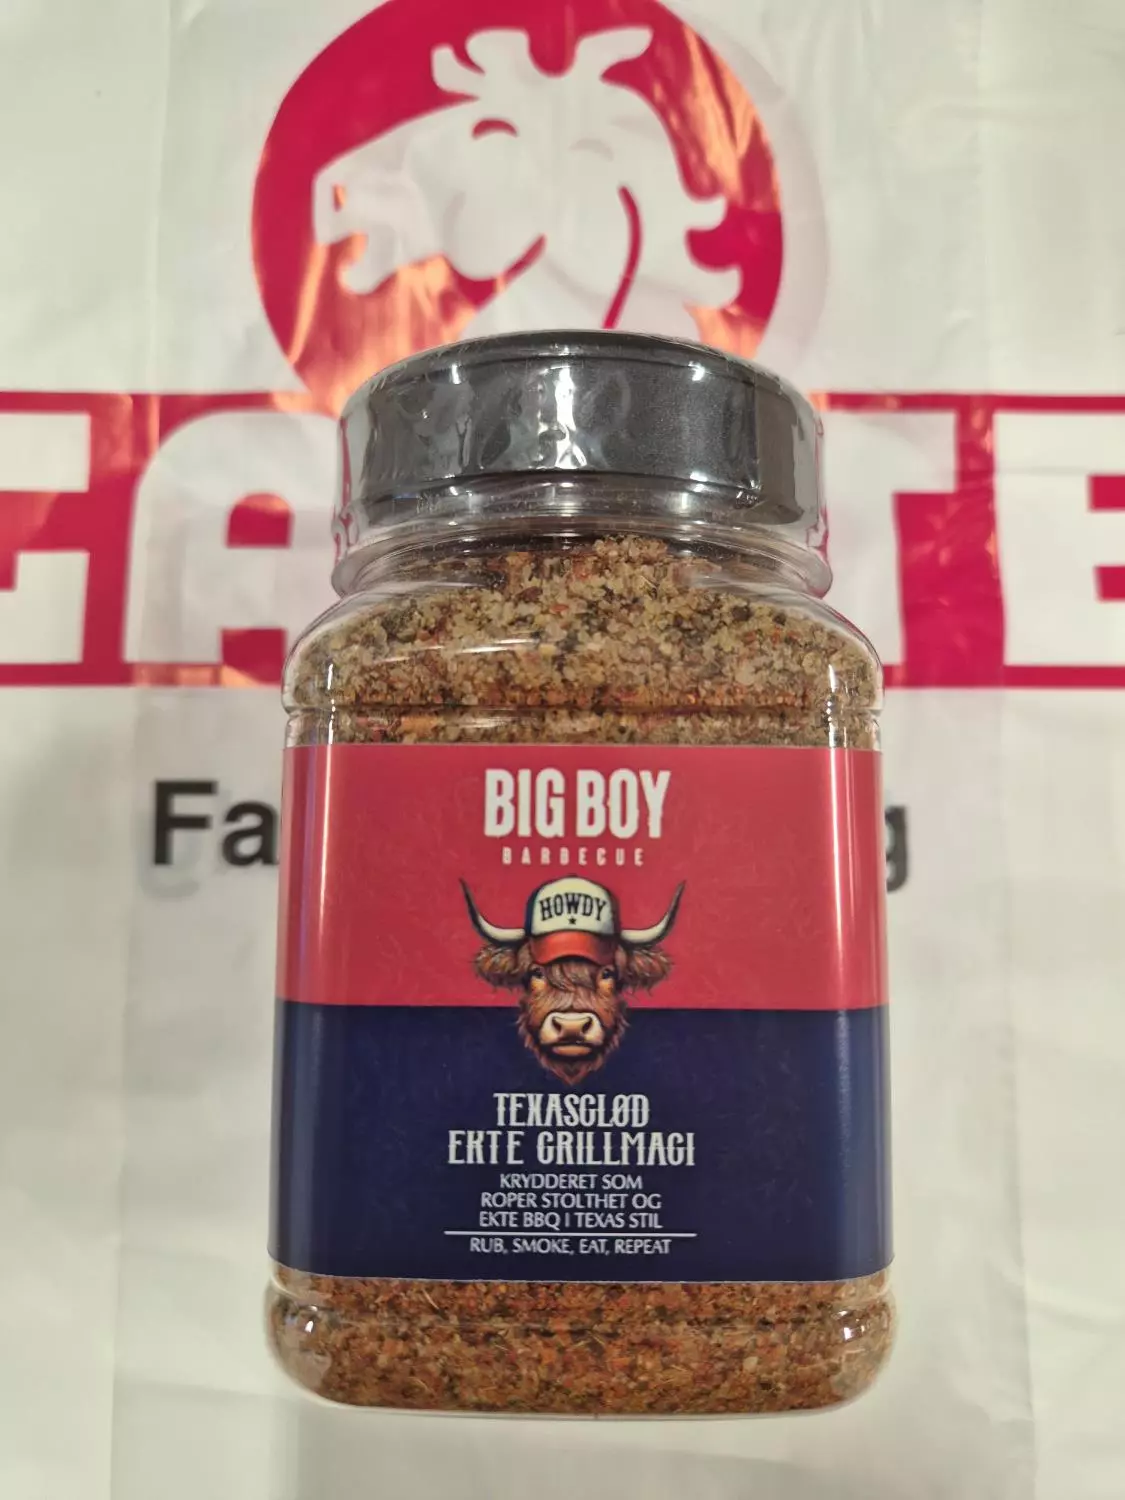 BIG BOY
BARBECUE
HOWDY
TEXASGLØD
EKTE GRILLMAGI
KRYDDERET SOM
ROPER STOLTHET OG
EKTE BBQ I TEXAS STIL
RUB, SMOKE, EAT, REPEAT